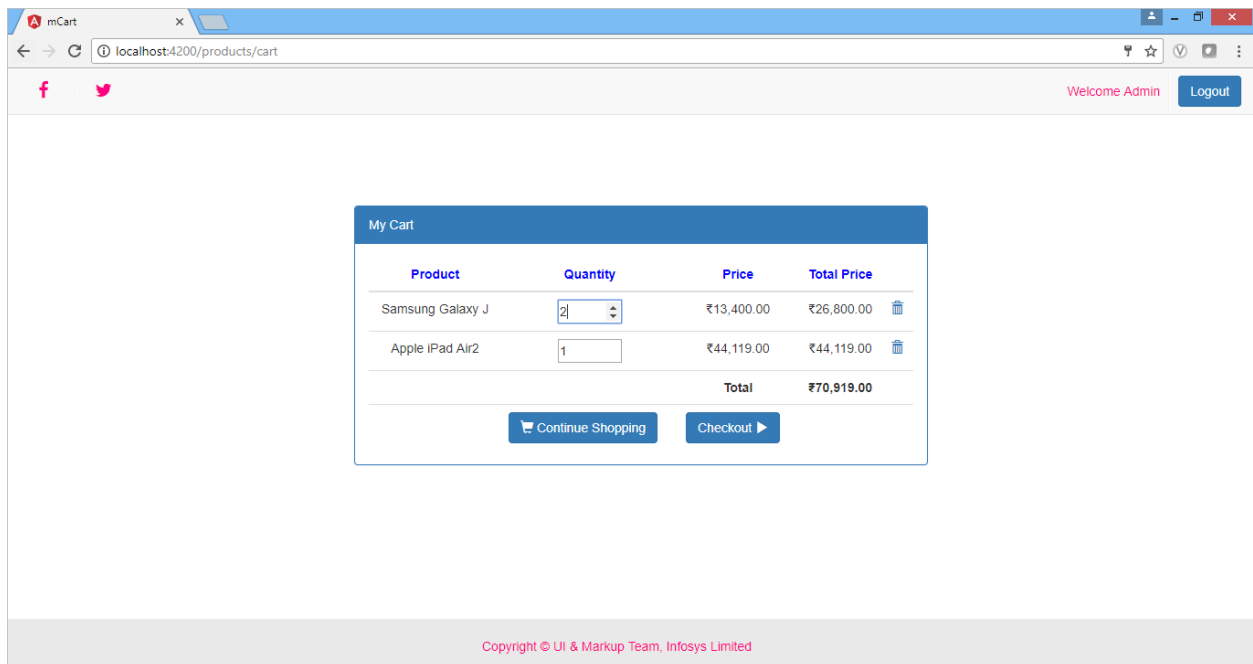 mCart
localhost:4200/products/cart
Welcome Admin Logout
My Cart
Product Quantity Price Total Price
Samsung Galaxy J 2 ₹13,400.00 ₹26,800.00
Apple iPad Air2 1 ₹44,119.00 ₹44,119.00
Total ₹70,919.00
Continue Shopping Checkout
Copyright © UI & Markup Team, Infosys Limited